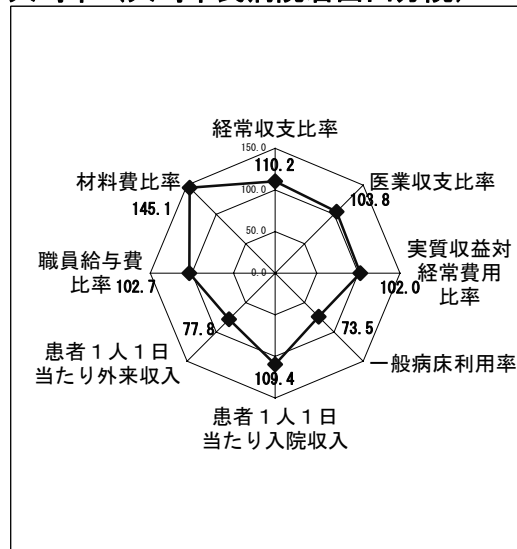 経常収支比率
150.0
110.2
100.0
50.0
0.0
医業収支比率
103.8
実質収益対
経常費用
比率
102.0
一般病床利用率
73.5
患者１人１日
当たり入院収入
109.4
患者１人１日
当たり外来収入
77.8
職員給与費
比率
102.7
材料費比率
145.1